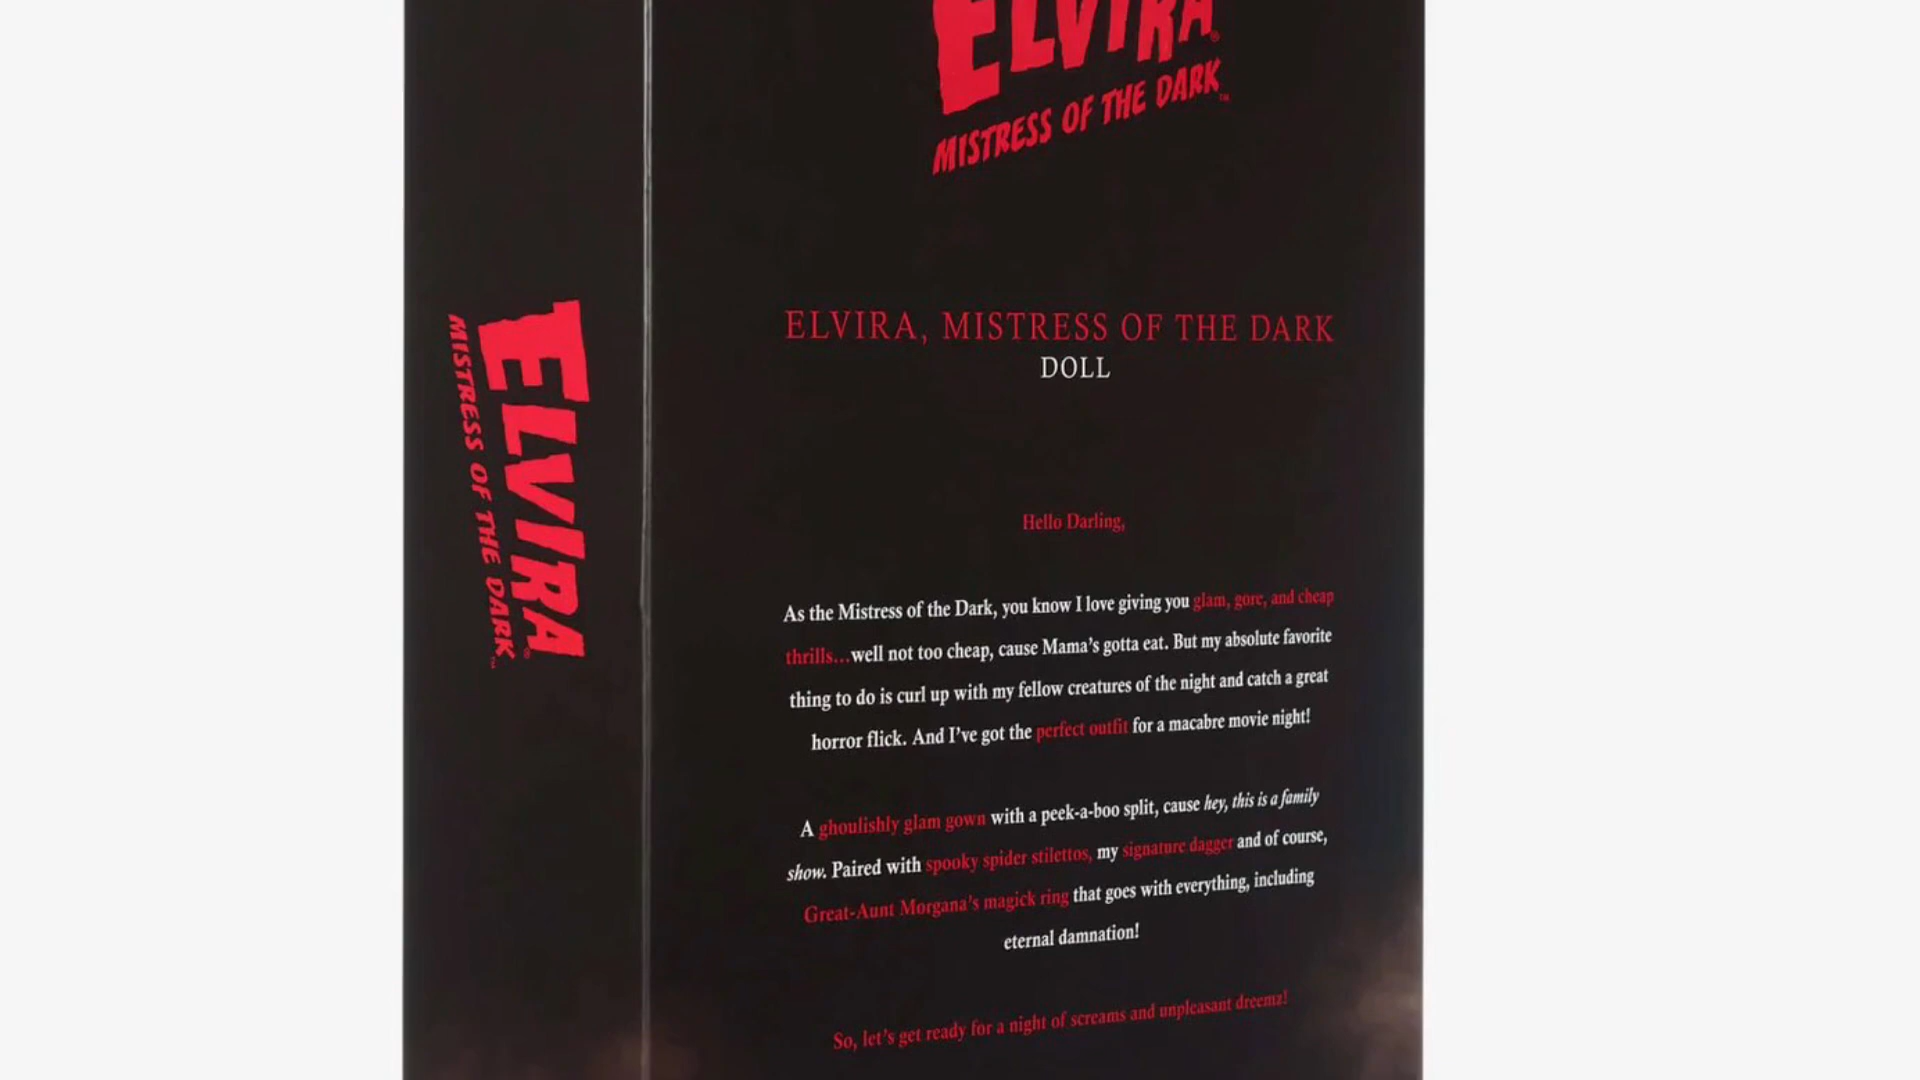 ELVIRA®
MISTRESS OF THE DARK™
ELVIRA®
MISTRESS OF THE DARK™
ELVIRA, MISTRESS OF THE DARK
DOLL
Hello Darling,
As the Mistress of the Dark, you know I love giving you glam, gore, and cheap
thrills...well not too cheap, cause Mama's gotta eat. But my absolute favorite
thing to do is curl up with my fellow creatures of the night and catch a great
horror flick. And I've got the perfect outfit for a macabre movie night!
A ghoulishly glam gown with a peek-a-boo split, cause hey, this is a family
show. Paired with spooky spider stilettos, my signature dagger and of course,
Great-Aunt Morgana's magick ring that goes with everything, including
eternal damnation!
So, let's get ready for a night of screams and unpleasant dreemz!